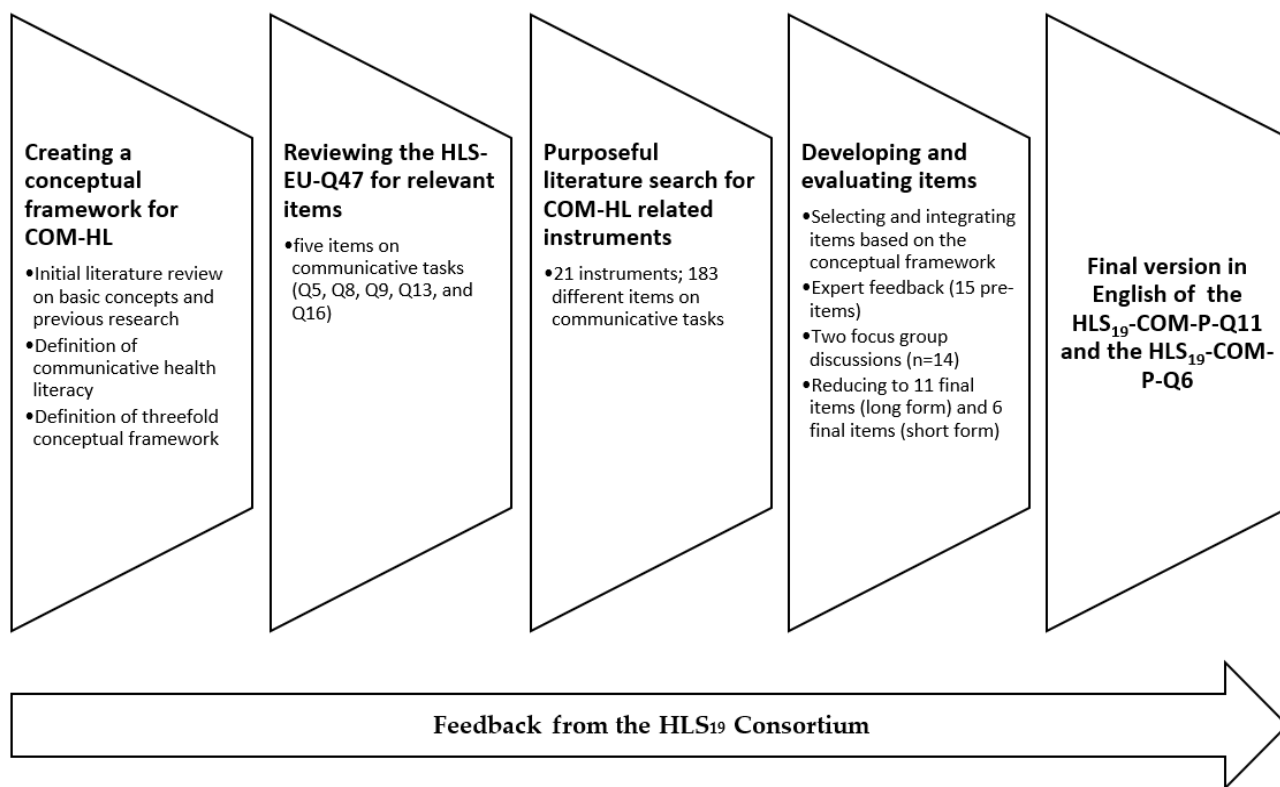 Creating a
conceptual
framework for
COM-HL
•Initial literature review
on basic concepts and
previous research
•Definition of
communicative health
literacy
•Definition of threefold
conceptual framework
Reviewing the HLS-
EU-Q47 for relevant
items
•five items on
communicative tasks
(Q5, Q8, Q9, Q13, and
Q16)
Purposeful
literature search for
COM-HL related
instruments
•21 instruments; 183
different items on
communicative tasks
Developing and
evaluating items
•Selecting and integrating
items based on the
conceptual framework
•Expert feedback (15 pre-
items)
•Two focus group
discussions (n=14)
•Reducing to 11 final
items (long form) and 6
final items (short form)
Final version in
English of the
HLS₁₉-COM-P-Q11
and the HLS₁₉-COM-
P-Q6
Feedback from the HLS₁₉ Consortium